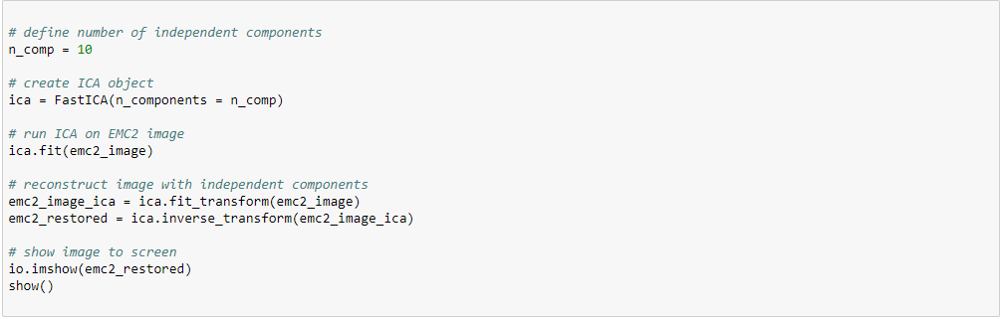 # define number of independent components
n_comp = 10
# create ICA object
ica = FastICA(n_components = n_comp)
# run ICA on EMC2 image
ica.fit(emc2_image)
# reconstruct image with independent components
emc2_image_ica = ica.fit_transform(emc2_image)
emc2_restored = ica.inverse_transform(emc2_image_ica)
# show image to screen
io.imshow(emc2_restored)
show()